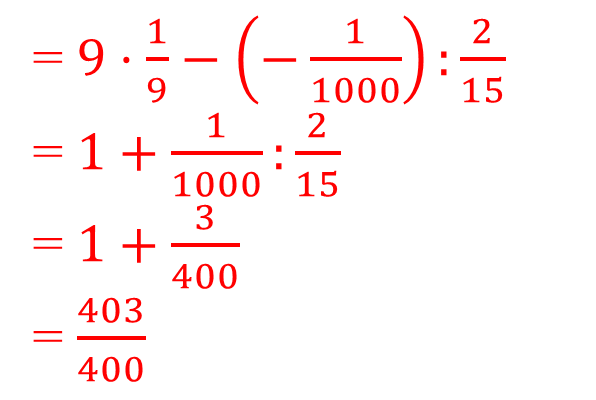 = 9 · 1/9 − (− 1/1000) : 2/15
= 1 + 1/1000 : 2/15
= 1 + 3/400
= 403/400